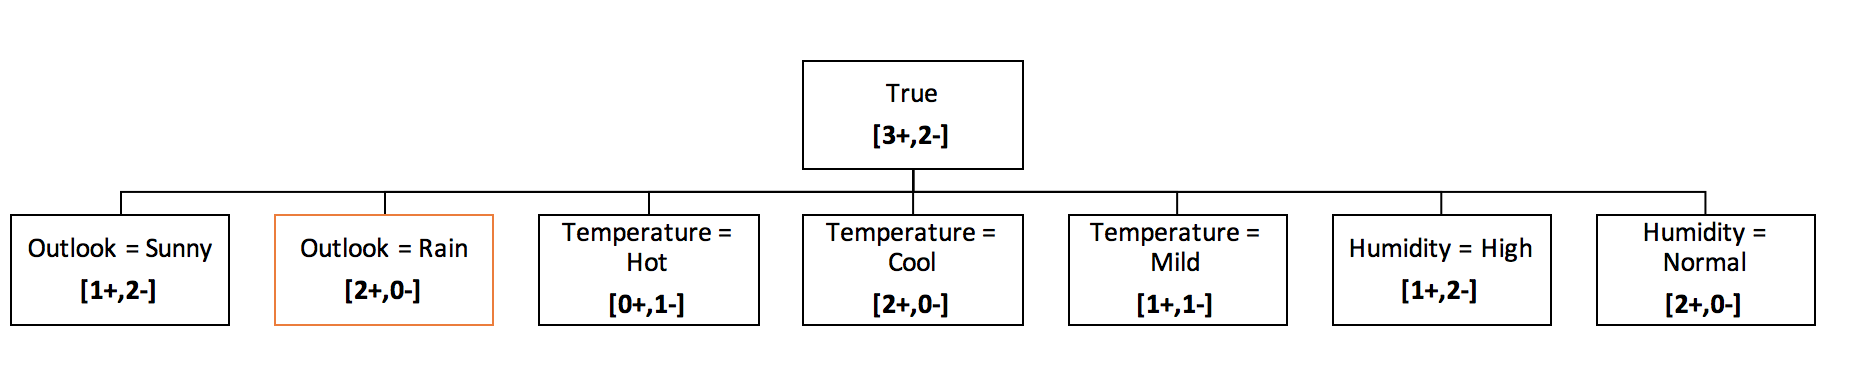 True
[3+,2-]
Outlook = Sunny
[1+,2-]
Outlook = Rain
[2+,0-]
Temperature =
Hot
[0+,1-]
Temperature =
Cool
[2+,0-]
Temperature =
Mild
[1+,1-]
Humidity = High
[1+,2-]
Humidity =
Normal
[2+,0-]